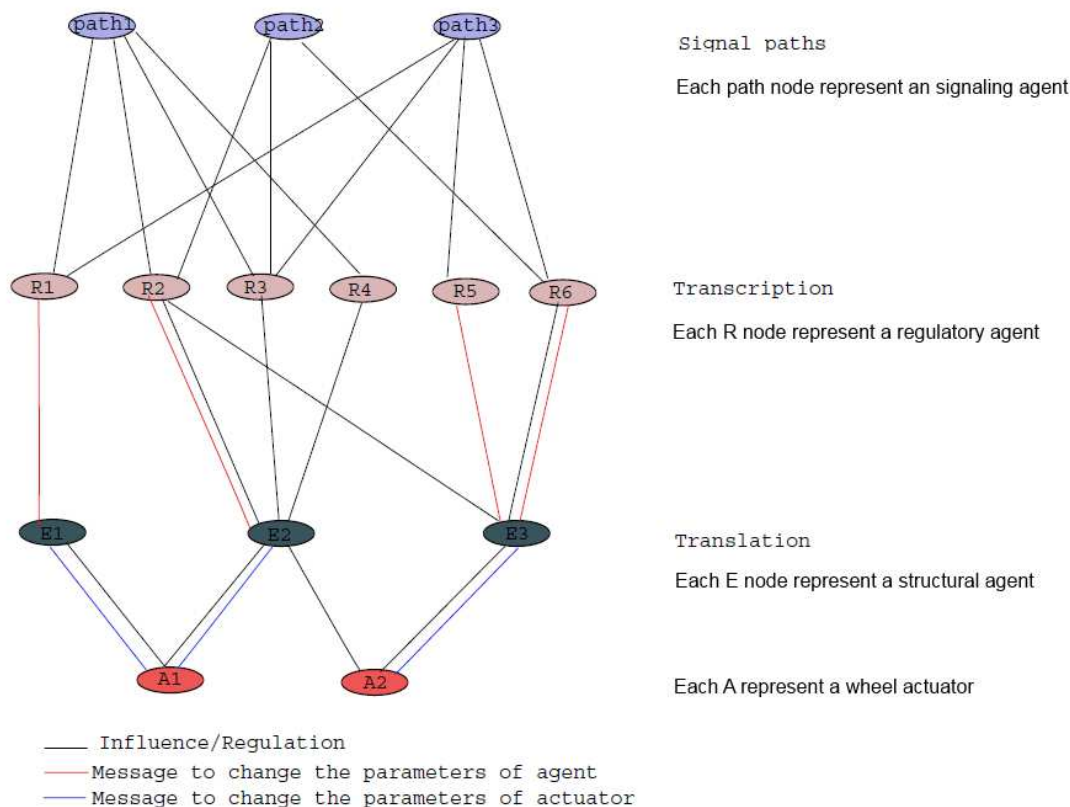 path1 path2 path3
Signal paths
Each path node represent an signaling agent
R1 R2 R3 R4 R5 R6
Transcription
Each R node represent a regulatory agent
E1 E2 E3
Translation
Each E node represent a structural agent
A1 A2
Each A represent a wheel actuator
Influence/Regulation
Message to change the parameters of agent
Message to change the parameters of actuator